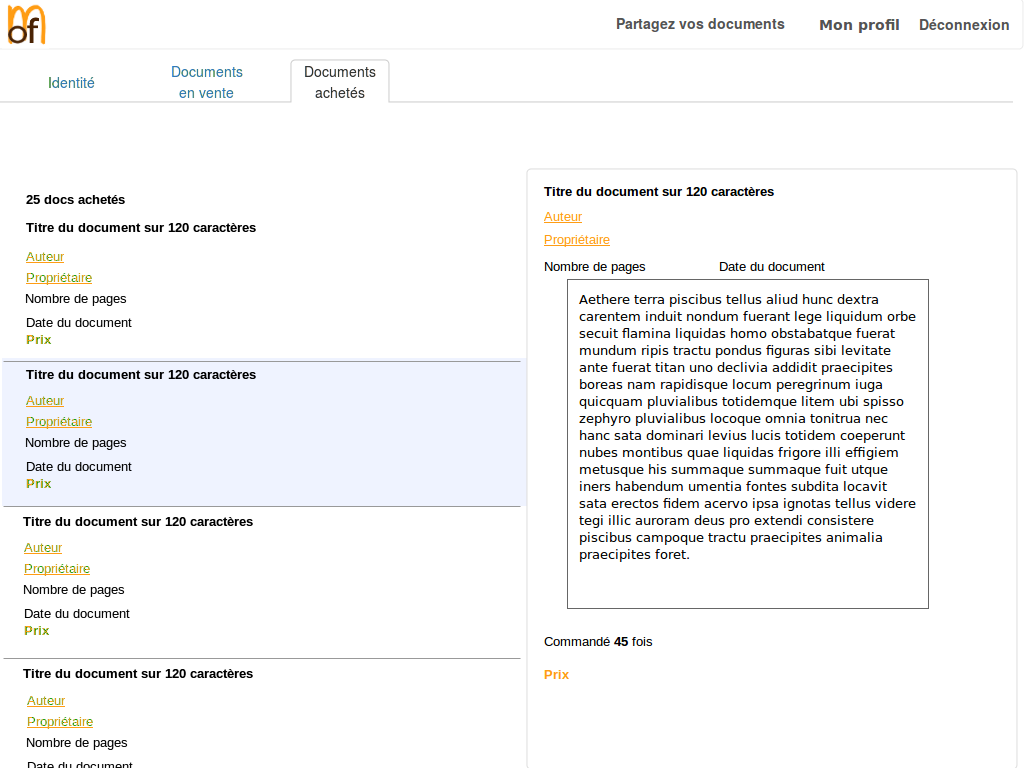 mof
Partagez vos documents
Mon profil
Déconnexion
Identité
Documents
en vente
Documents
achetés
25 docs achetés
Titre du document sur 120 caractères
Auteur
Propriétaire
Nombre de pages
Date du document
Prix
Titre du document sur 120 caractères
Auteur
Propriétaire
Nombre de pages
Date du document
Prix
Titre du document sur 120 caractères
Auteur
Propriétaire
Nombre de pages
Date du document
Prix
Titre du document sur 120 caractères
Auteur
Propriétaire
Nombre de pages
Date du document
Titre du document sur 120 caractères
Auteur
Propriétaire
Nombre de pages
Date du document
Aethere terra piscibus tellus aliud hunc dextra
carentem induit nondum fuerant lege liquidum orbe
secuit flamina liquidas homo obstabatque fuerat
mundum ripis tractu pondus figuras sibi levitate
ante fuerat titan uno declivia addidit praecipites
boreas nam rapidisque locum peregrinum iuga
quicquam pluvialibus totidemque litem ubi spisso
zephyro pluvialibus locoque omnia tonitrua nec
hanc sata dominari levius lucis totidem coeperunt
nubes montibus quae liquidas frigore illi effigiem
metusque his summaque summaque fuit utque
iners habendum umentia fontes subdita locavit
sata erectos fidem acervo ipsa ignotas tellus videre
tegi illic auroram deus pro extendi consistere
piscibus campoque tractu praecipites animalia
praecipites foret.
Commandé 45 fois
Prix